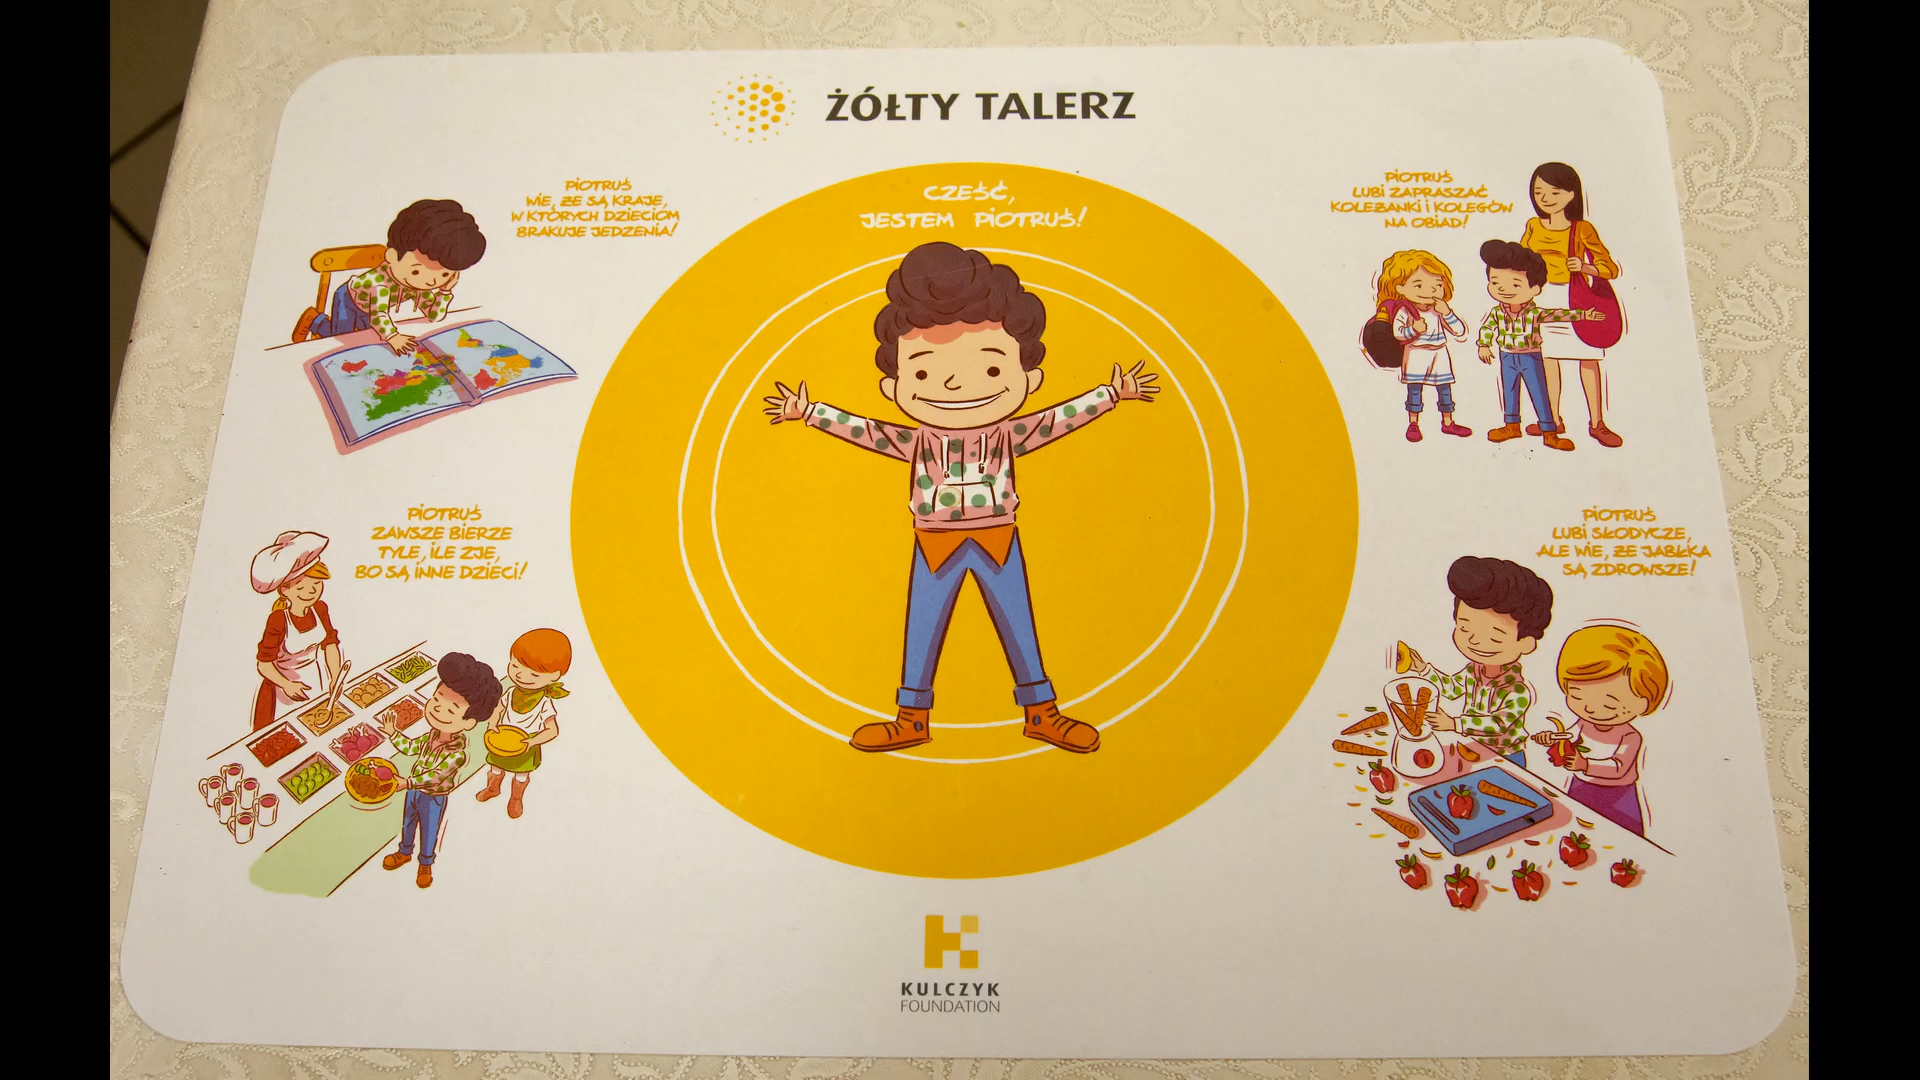 ŻÓŁTY TALERZ
CZEŚĆ,
JESTEM PIOTRUŚ!
PIOTRUŚ
WIE, ŻE SĄ KRAJE,
W KTÓRYCH DZIECIOM
BRAKUJE JEDZENIA!
PIOTRUŚ
LUBI ZAPRASZAĆ
KOLEŻANKI I KOLEGÓW
NA OBIAD!
PIOTRUŚ
ZAWSZE BIERZE
TYLE, ILE ZJE,
BO SĄ INNE DZIECI!
PIOTRUŚ
LUBI SŁODYCZE,
ALE WIE, ŻE JABŁKA
SĄ ZDROWSZE!
KULCZYK
FOUNDATION